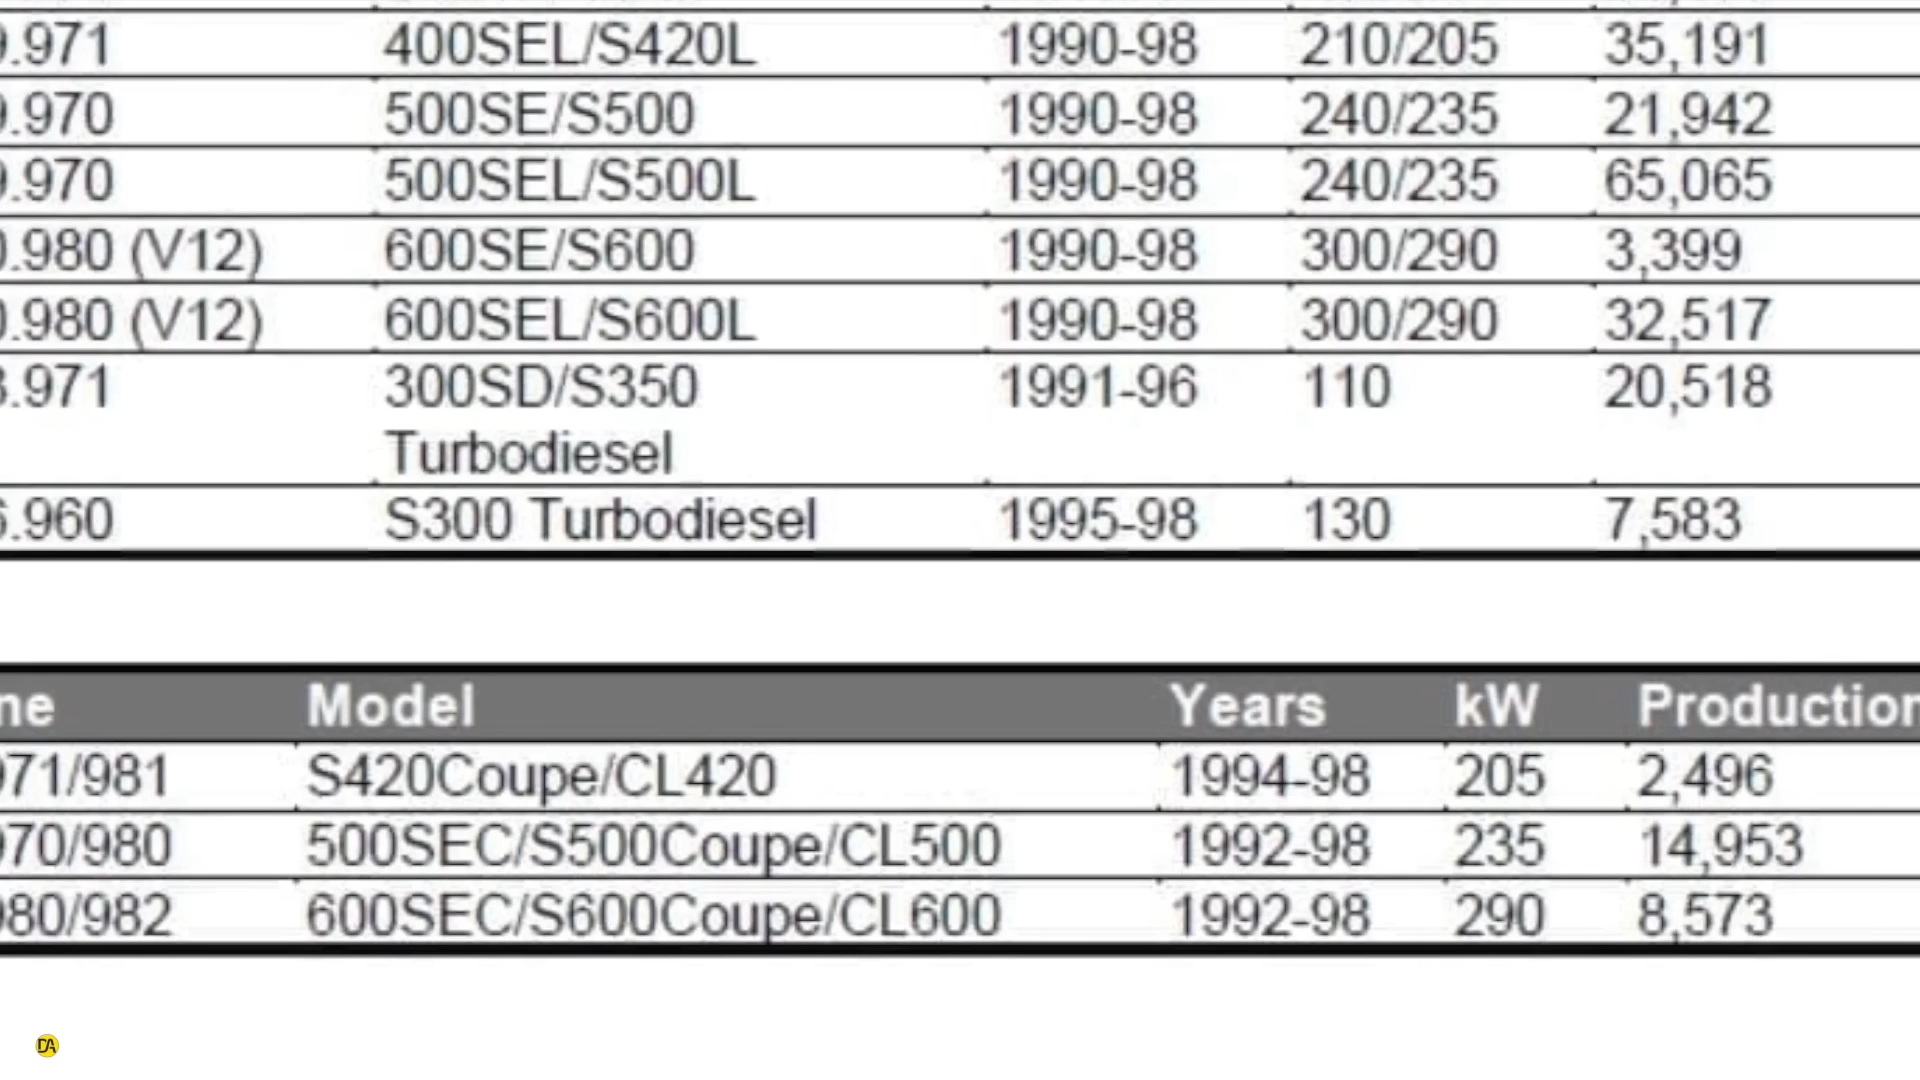 .971 400SEL/S420L 1990-98 210/205 35,191
.970 500SE/S500 1990-98 240/235 21,942
.970 500SEL/S500L 1990-98 240/235 65,065
.980 (V12) 600SE/S600 1990-98 300/290 3,399
.980 (V12) 600SEL/S600L 1990-98 300/290 32,517
.971 300SD/S350 1991-96 110 20,518
Turbodiesel
.960 S300 Turbodiesel 1995-98 130 7,583
ne Model Years kW Production
71/981 S420Coupe/CL420 1994-98 205 2,496
70/980 500SEC/S500Coupe/CL500 1992-98 235 14,953
80/982 600SEC/S600Coupe/CL600 1992-98 290 8,573
DA